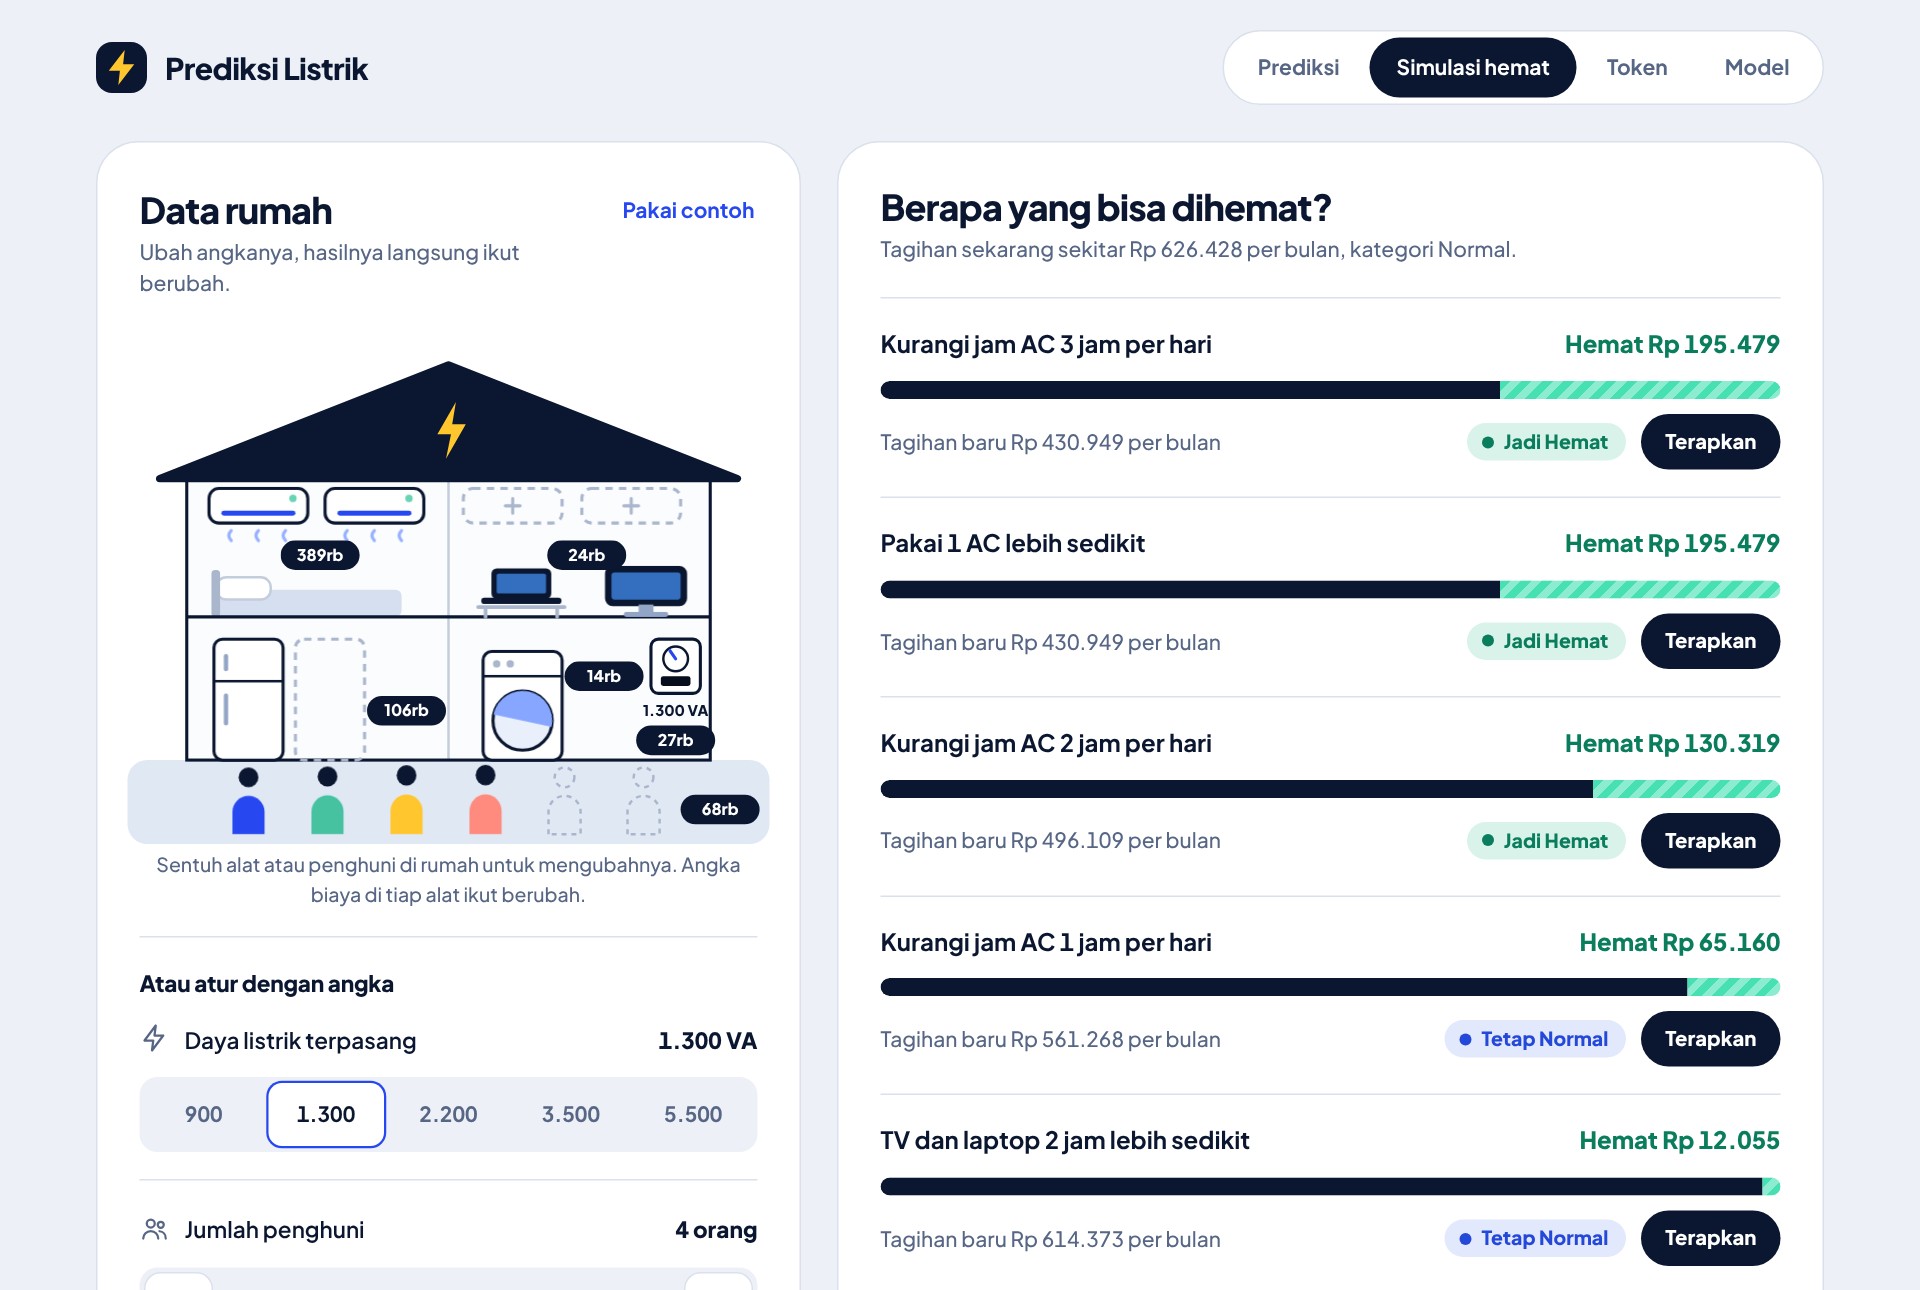 Prediksi Listrik
Prediksi
Simulasi hemat
Token
Model
Data rumah
Pakai contoh
Ubah angkanya, hasilnya langsung ikut
berubah.
389rb
24rb
14rb
1.300 VA
106rb
27rb
68rb
Sentuh alat atau penghuni di rumah untuk mengubahnya. Angka
biaya di tiap alat ikut berubah.
Atau atur dengan angka
Daya listrik terpasang
1.300 VA
900
1.300
2.200
3.500
5.500
Jumlah penghuni
4 orang
Berapa yang bisa dihemat?
Tagihan sekarang sekitar Rp 626.428 per bulan, kategori Normal.
Kurangi jam AC 3 jam per hari
Hemat Rp 195.479
Tagihan baru Rp 430.949 per bulan
Jadi Hemat
Terapkan
Pakai 1 AC lebih sedikit
Hemat Rp 195.479
Tagihan baru Rp 430.949 per bulan
Jadi Hemat
Terapkan
Kurangi jam AC 2 jam per hari
Hemat Rp 130.319
Tagihan baru Rp 496.109 per bulan
Jadi Hemat
Terapkan
Kurangi jam AC 1 jam per hari
Hemat Rp 65.160
Tagihan baru Rp 561.268 per bulan
Tetap Normal
Terapkan
TV dan laptop 2 jam lebih sedikit
Hemat Rp 12.055
Tagihan baru Rp 614.373 per bulan
Tetap Normal
Terapkan